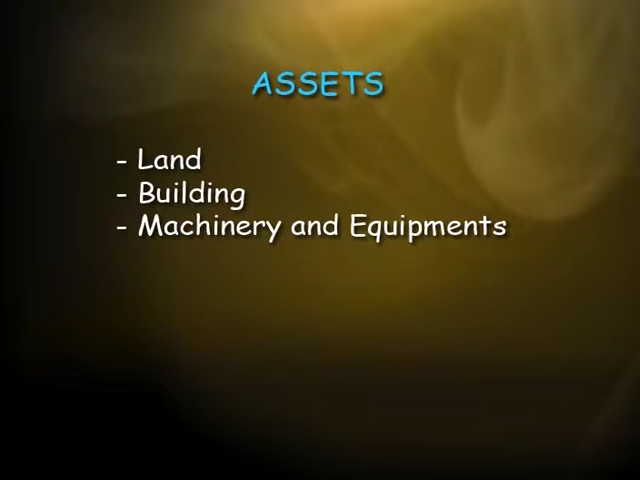 ASSETS
- Land
- Building
- Machinery and Equipments